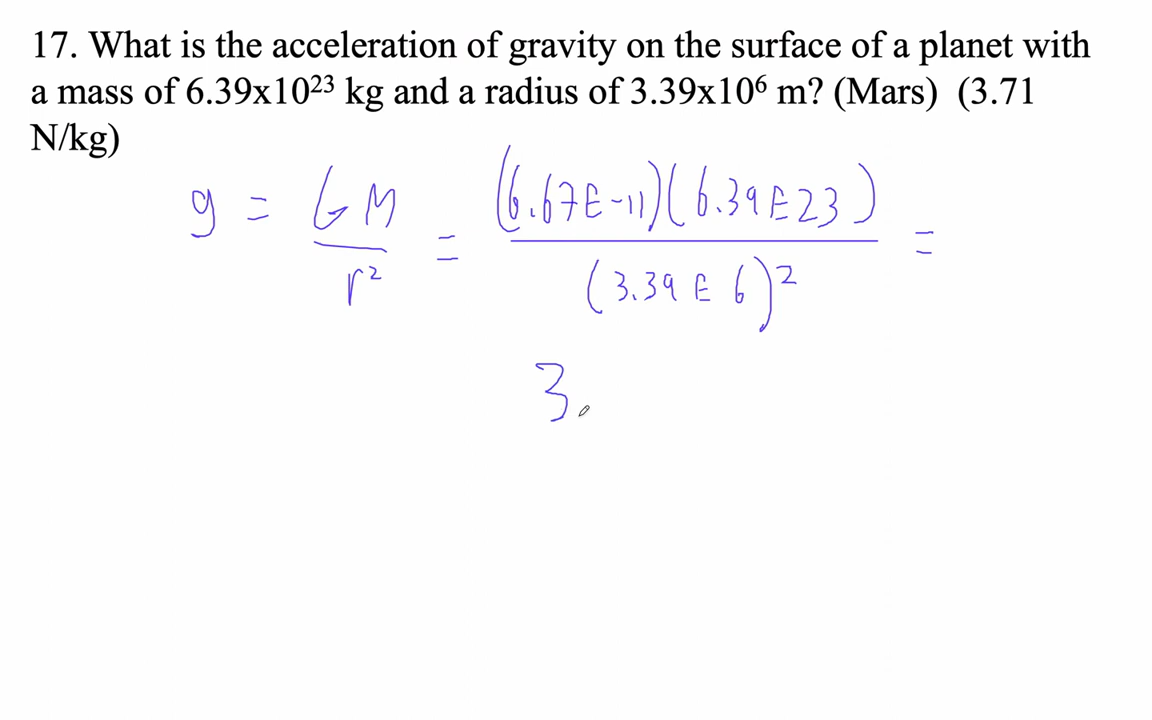 17. What is the acceleration of gravity on the surface of a planet with
a mass of 6.39x10²³ kg and a radius of 3.39x10⁶ m? (Mars)  (3.71
N/kg)
g = GM / r² = (6.67E-11)(6.39E23) / (3.39E6)² =
3.